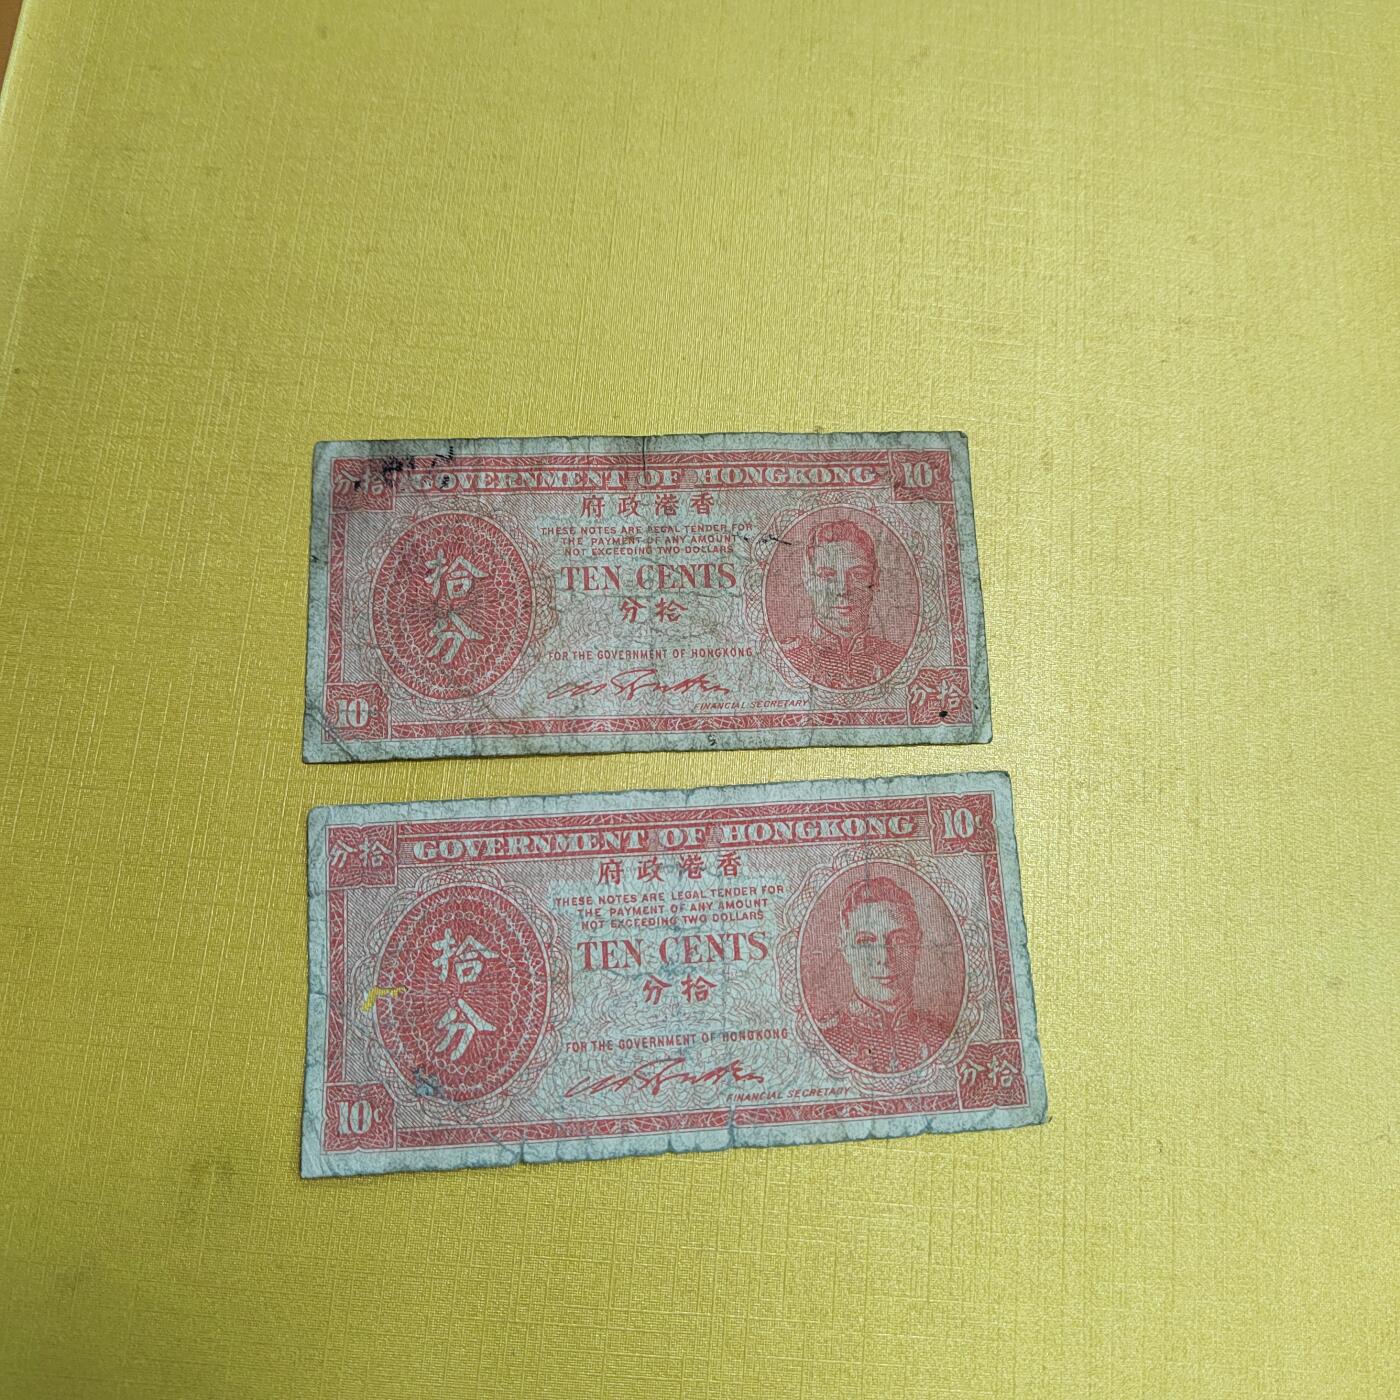 分拾 GOVERNMENT OF HONGKONG 10c
府政港香
THESE NOTES ARE LEGAL TENDER FOR
THE PAYMENT OF ANY AMOUNT
NOT EXCEEDING TWO DOLLARS
拾分
TEN CENTS
分拾
FOR THE GOVERNMENT OF HONGKONG
FINANCIAL SECRETARY
10c 分拾
分拾 GOVERNMENT OF HONGKONG 10c
府政港香
THESE NOTES ARE LEGAL TENDER FOR
THE PAYMENT OF ANY AMOUNT
NOT EXCEEDING TWO DOLLARS
拾分
TEN CENTS
分拾
FOR THE GOVERNMENT OF HONGKONG
FINANCIAL SECRETARY
10c 分拾